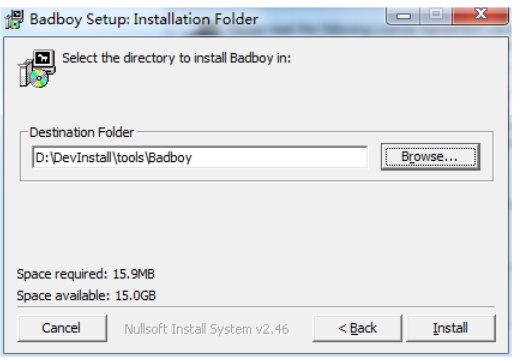 Badboy Setup: Installation Folder
Select the directory to install Badboy in:
Destination Folder
D:\DevInstall\tools\Badboy
Browse...
Space required: 15.9MB
Space available: 15.0GB
Cancel
Nullsoft Install System v2.46
< Back
Install